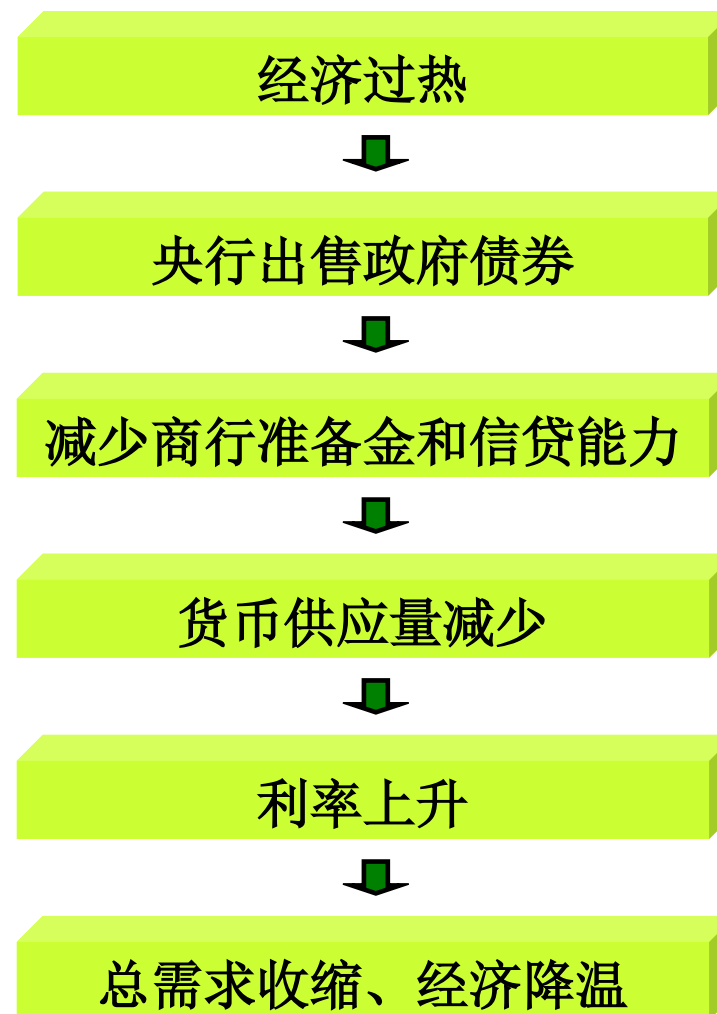 经济过热
央行出售政府债券
减少商行准备金和信贷能力
货币供应量减少
利率上升
总需求收缩、经济降温